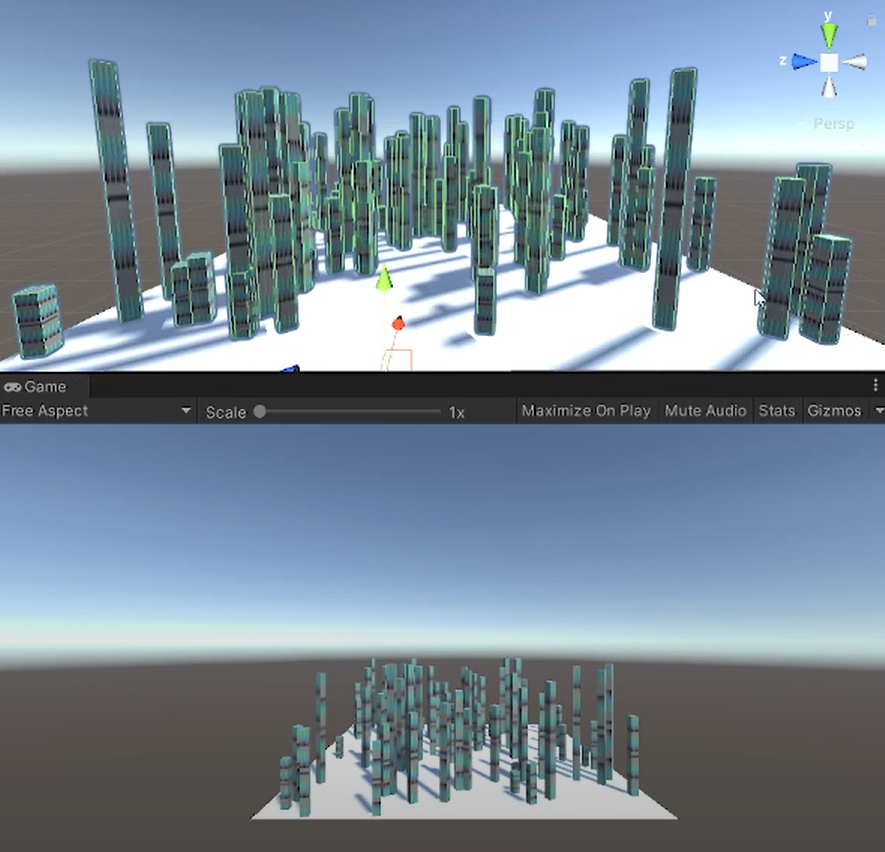 y
z
Persp
Game
Free Aspect
Scale
1x
Maximize On Play
Mute Audio
Stats
Gizmos